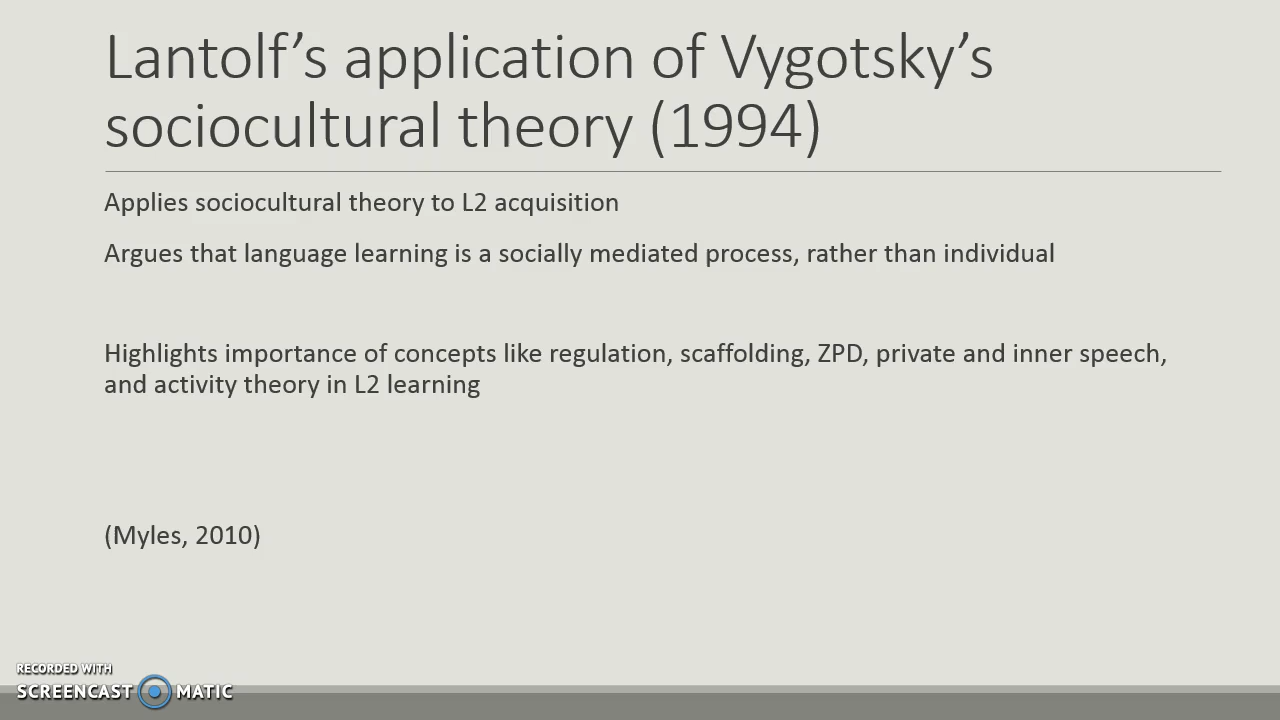 Lantolf’s application of Vygotsky’s
sociocultural theory (1994)
Applies sociocultural theory to L2 acquisition
Argues that language learning is a socially mediated process, rather than individual
Highlights importance of concepts like regulation, scaffolding, ZPD, private and inner speech,
and activity theory in L2 learning
(Myles, 2010)
RECORDED WITH
SCREENCAST MATIC